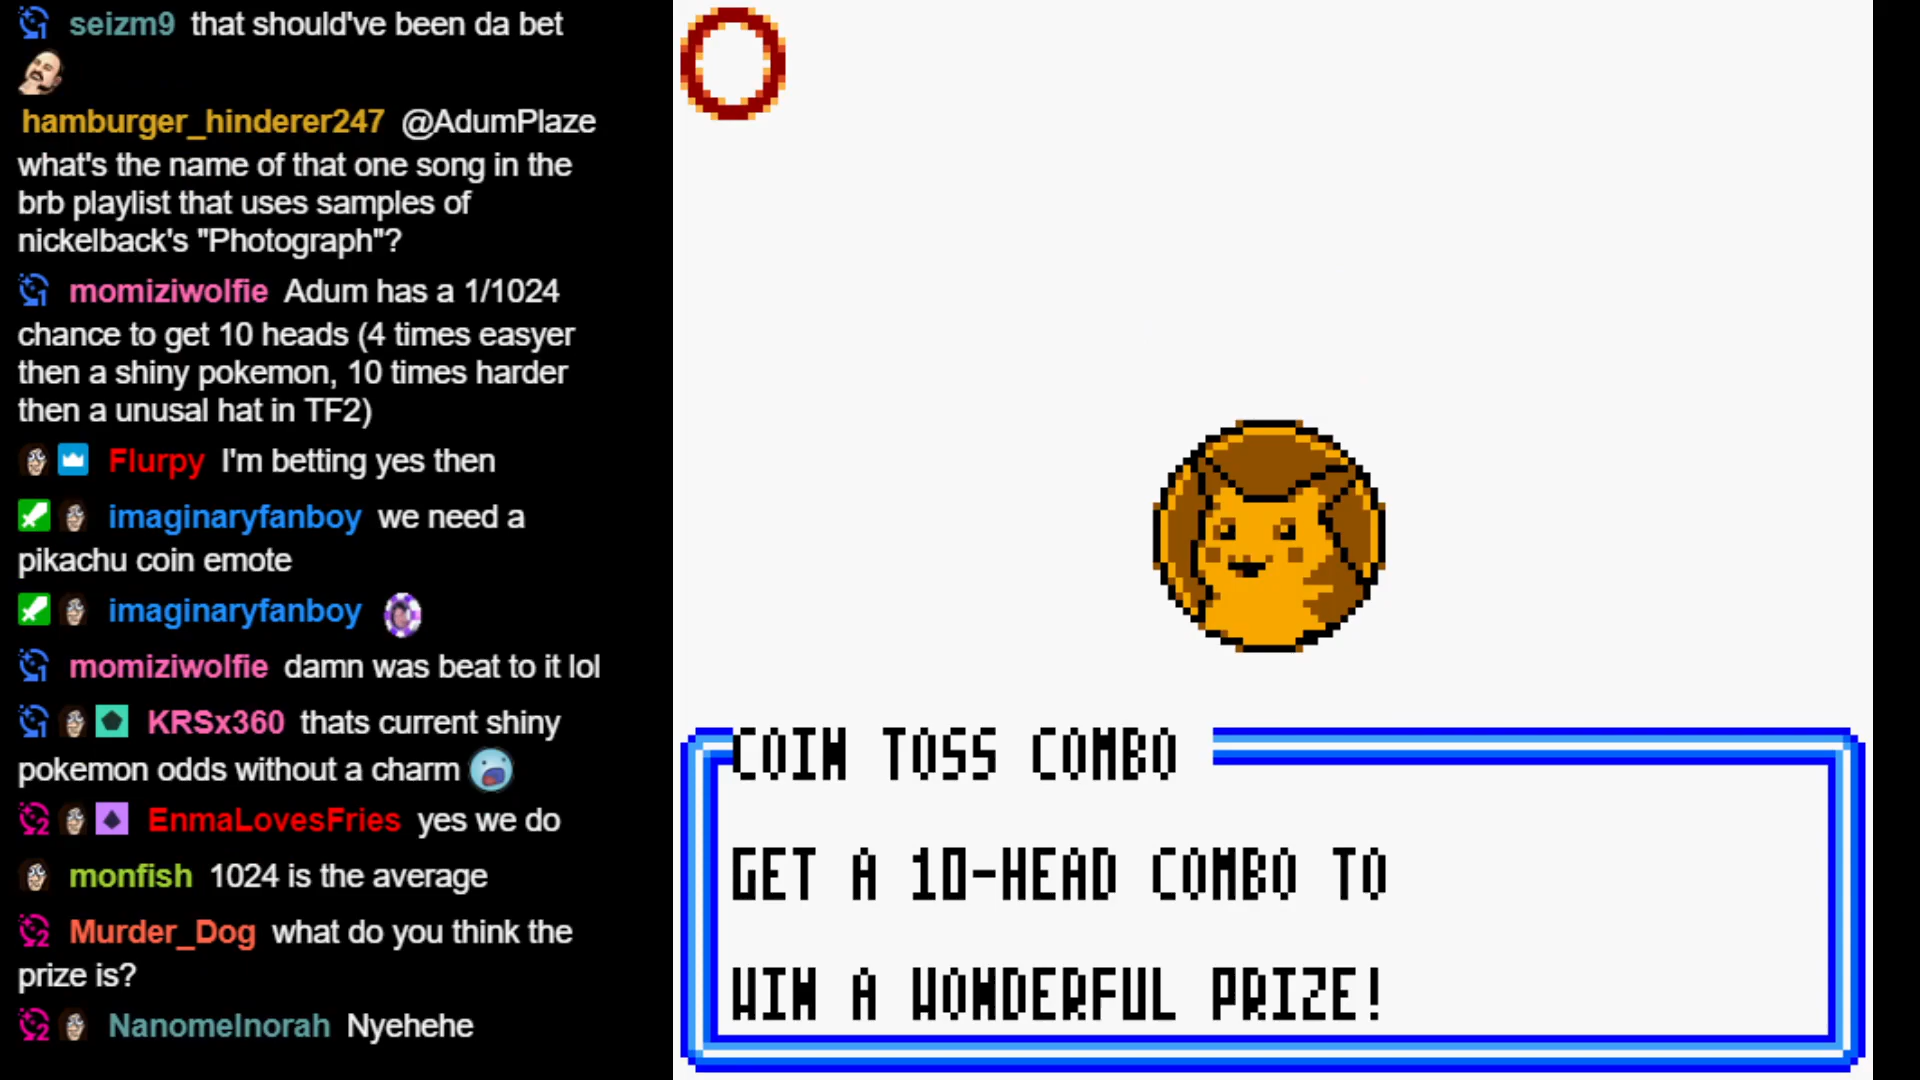 seizm9 that should've been da bet
hamburger_hinderer247 @AdumPlaze
what's the name of that one song in the
brb playlist that uses samples of
nickelback's "Photograph"?
momiziwolfie Adum has a 1/1024
chance to get 10 heads (4 times easyer
then a shiny pokemon, 10 times harder
then a unusal hat in TF2)
Flurpy I'm betting yes then
imaginaryfanboy we need a
pikachu coin emote
imaginaryfanboy
momiziwolfie damn was beat to it lol
KRSx360 thats current shiny
pokemon odds without a charm
EnmaLovesFries yes we do
monfish 1024 is the average
Murder_Dog what do you think the
prize is?
NanomeInorah Nyehehe
0
COIN TOSS COMBO
GET A 10-HEAD COMBO TO
WIN A WONDERFUL PRIZE!